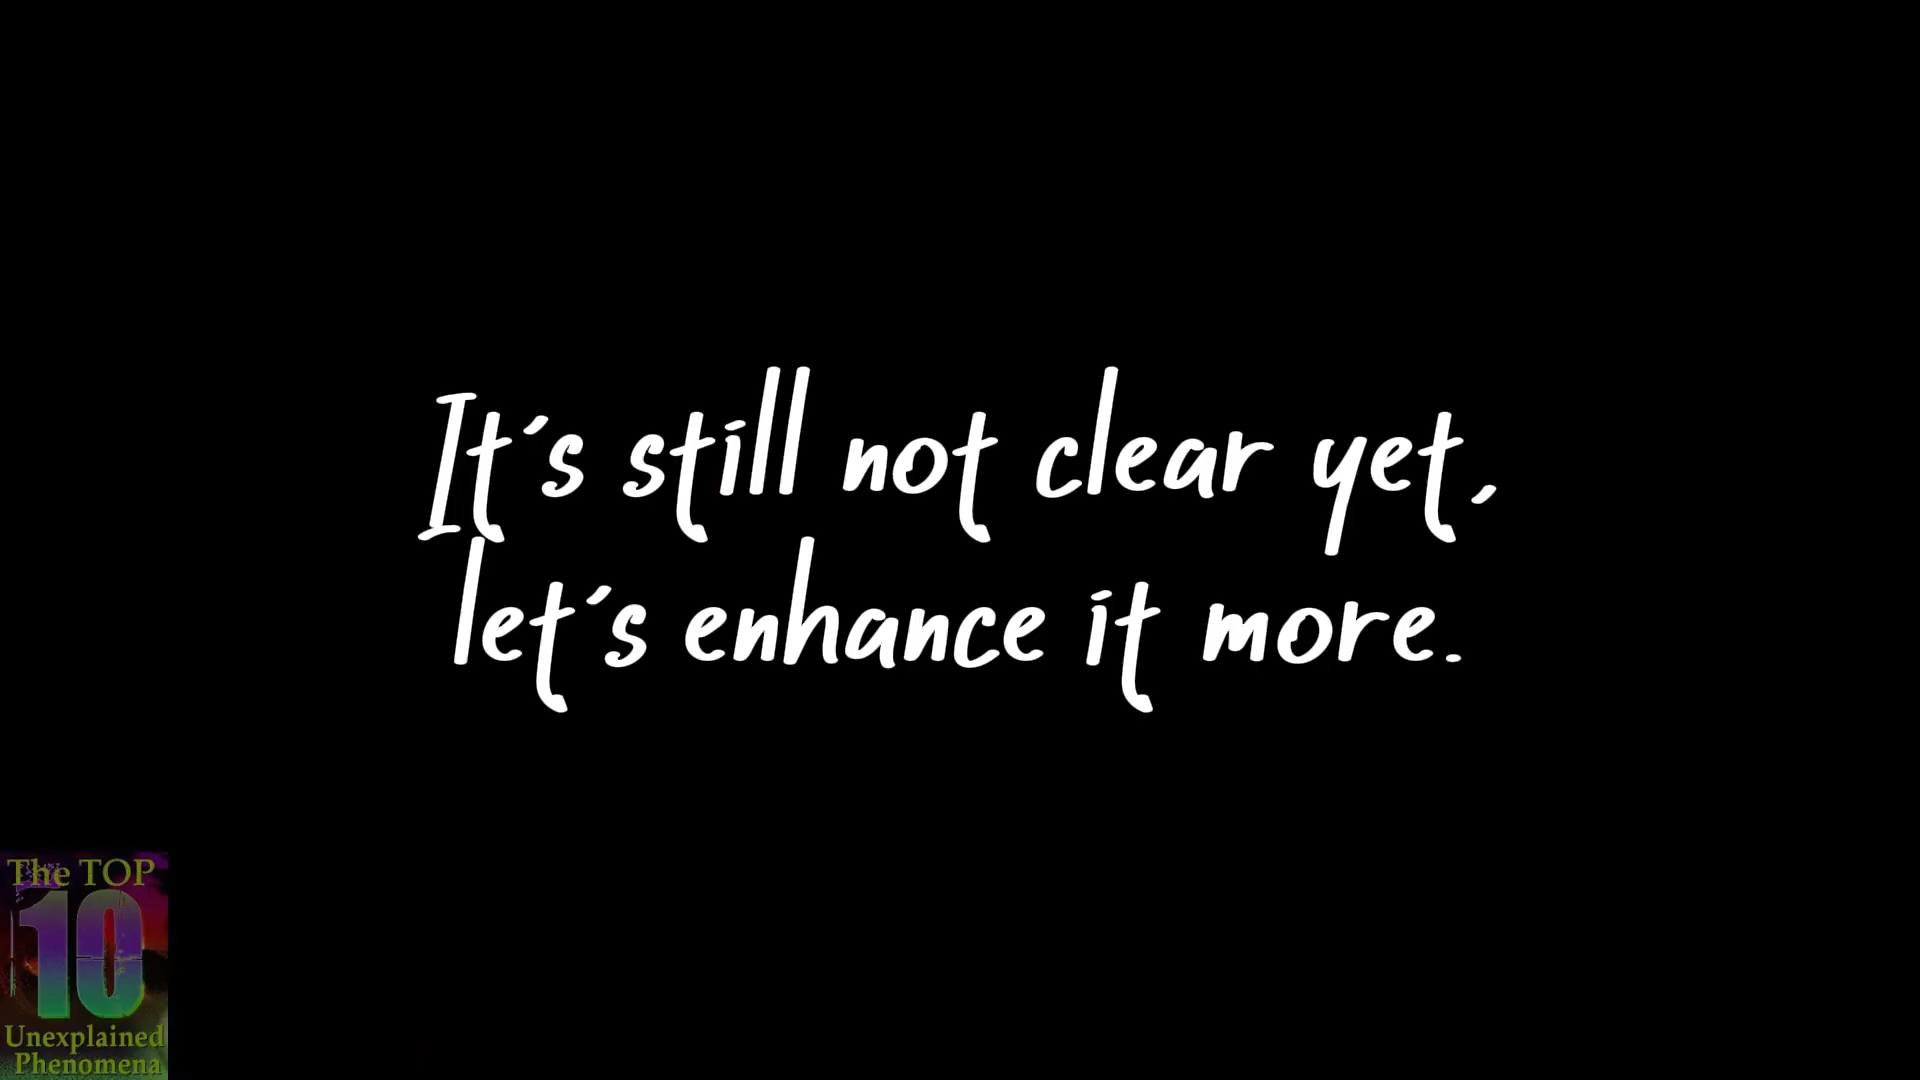 It's still not clear yet,
let's enhance it more.
The TOP
10
Unexplained
Phenomena